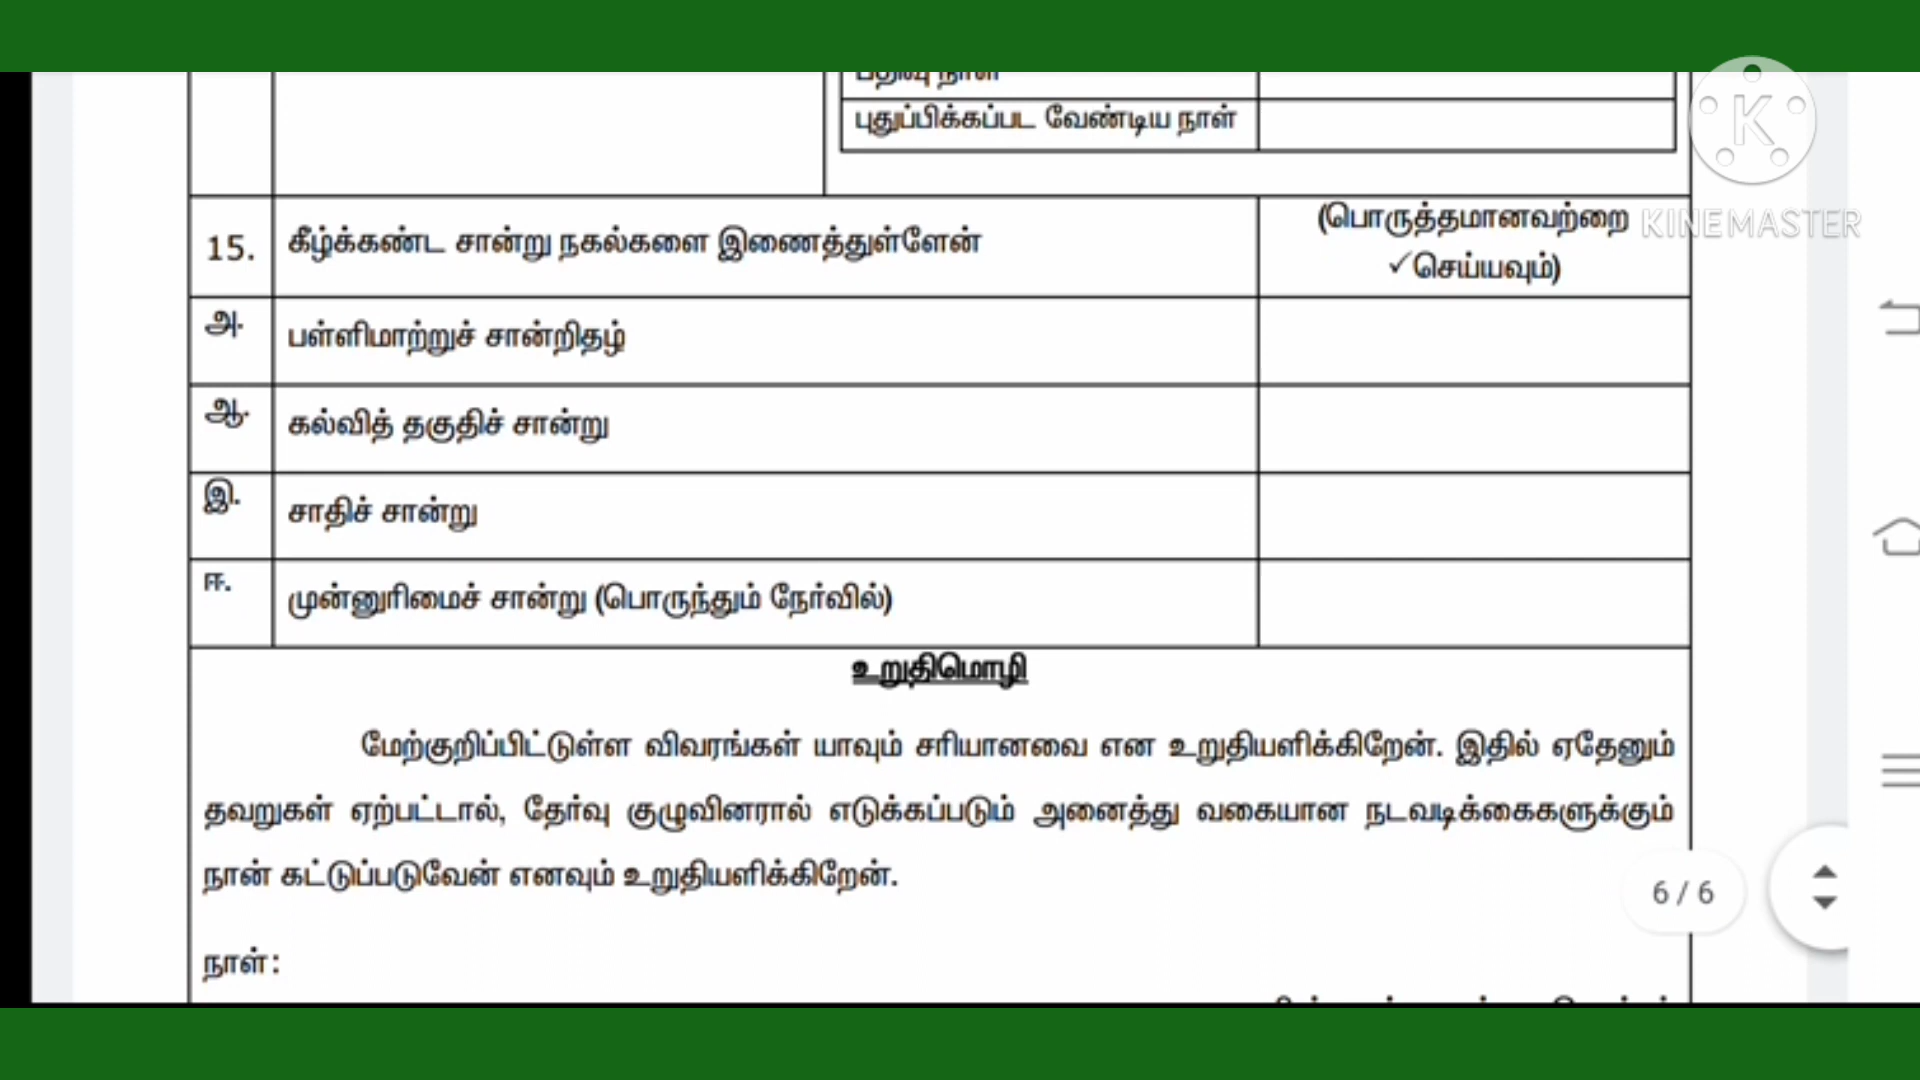 பதிவு நாள்
புதுப்பிக்கப்பட வேண்டிய நாள்
15. கீழ்க்கண்ட சான்று நகல்களை இணைத்துள்ளேன்
(பொருத்தமானவற்றை
✓செய்யவும்)
KINEMASTER
அ. பள்ளிமாற்றுச் சான்றிதழ்
ஆ. கல்வித் தகுதிச் சான்று
இ. சாதிச் சான்று
ஈ. முன்னுரிமைச் சான்று (பொருந்தும் நேர்வில்)
உறுதிமொழி
மேற்குறிப்பிட்டுள்ள விவரங்கள் யாவும் சரியானவை என உறுதியளிக்கிறேன். இதில் ஏதேனும்
தவறுகள் ஏற்பட்டால், தேர்வு குழுவினரால் எடுக்கப்படும் அனைத்து வகையான நடவடிக்கைகளுக்கும்
நான் கட்டுப்படுவேன் எனவும் உறுதியளிக்கிறேன்.
6 / 6
நாள்: